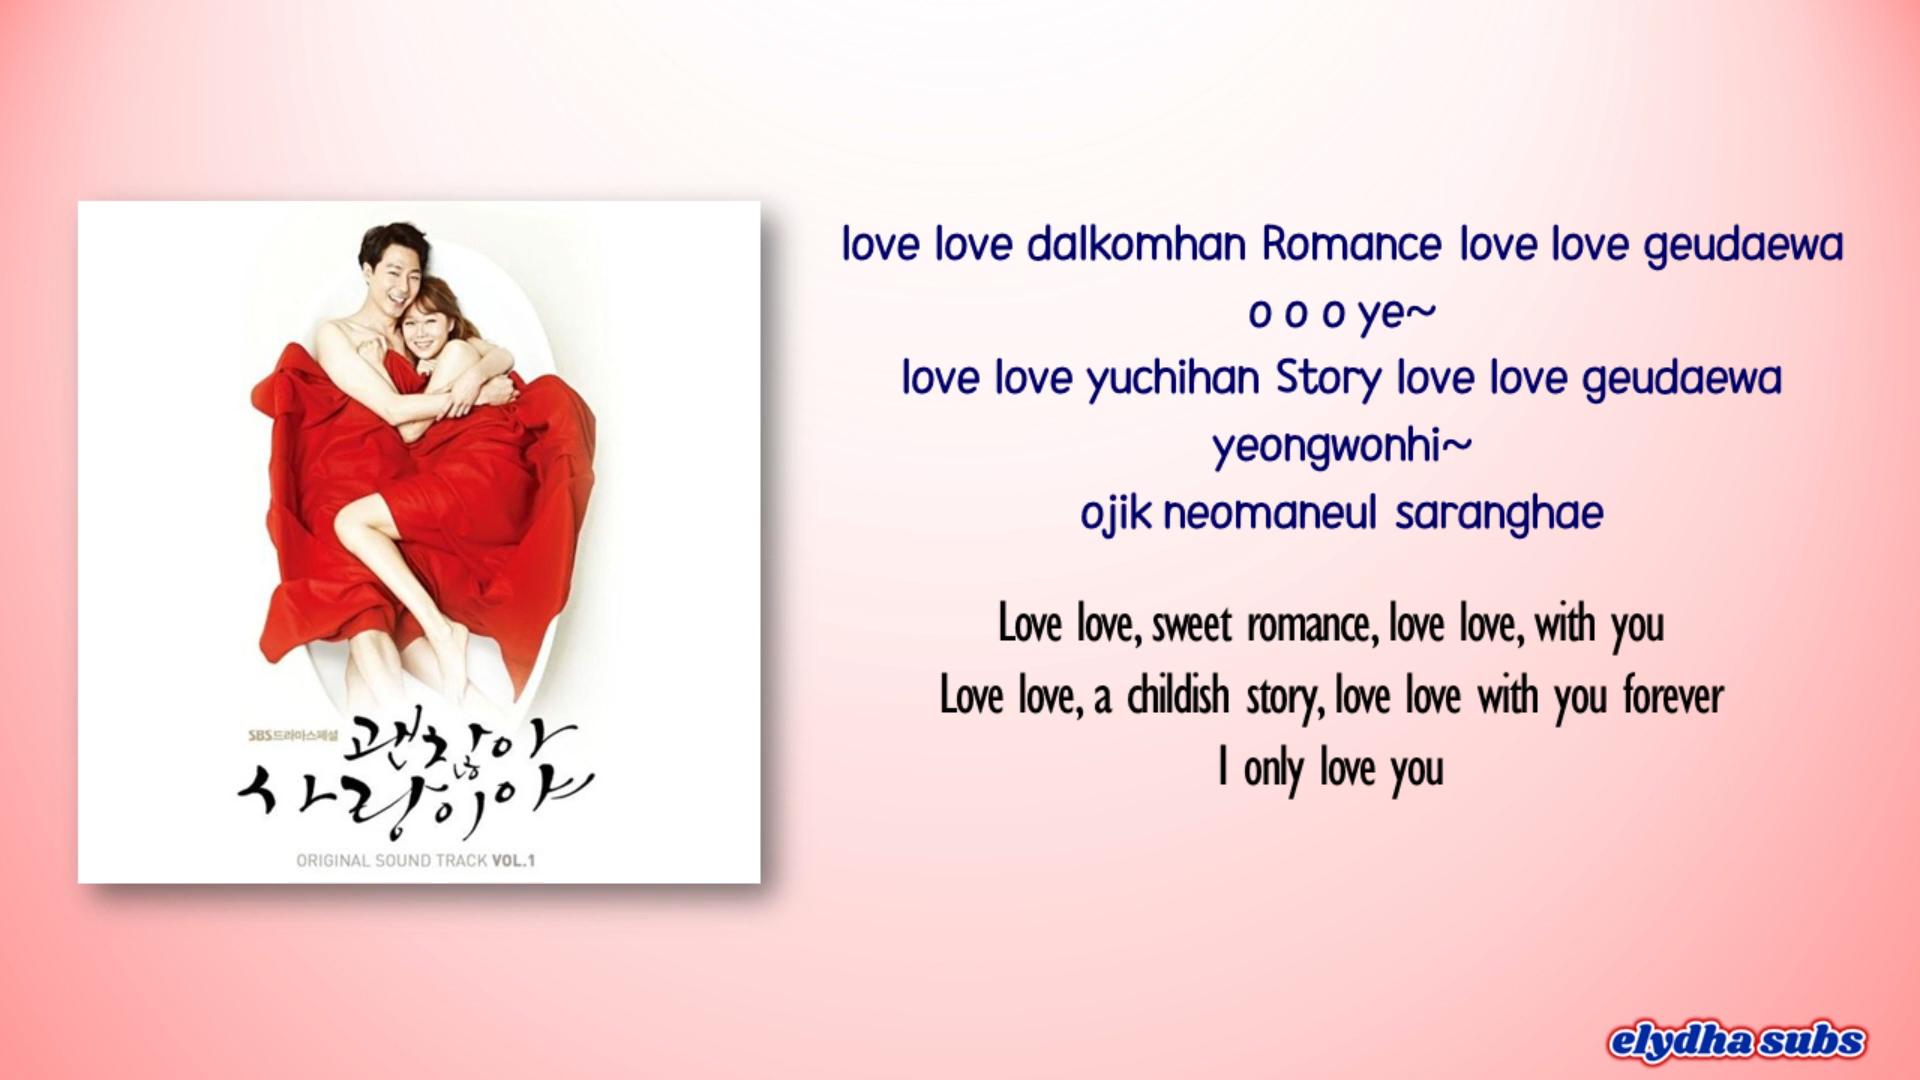 love love dalkomhan Romance love love geudaewa
o o o ye~
love love yuchihan Story love love geudaewa
yeongwonhi~
ojik neomaneul saranghae
Love love, sweet romance, love love, with you
Love love, a childish story, love love with you forever
I only love you
SBS드라마스페셜
괜찮아
사랑이야
ORIGINAL SOUND TRACK VOL.1
elydha subs